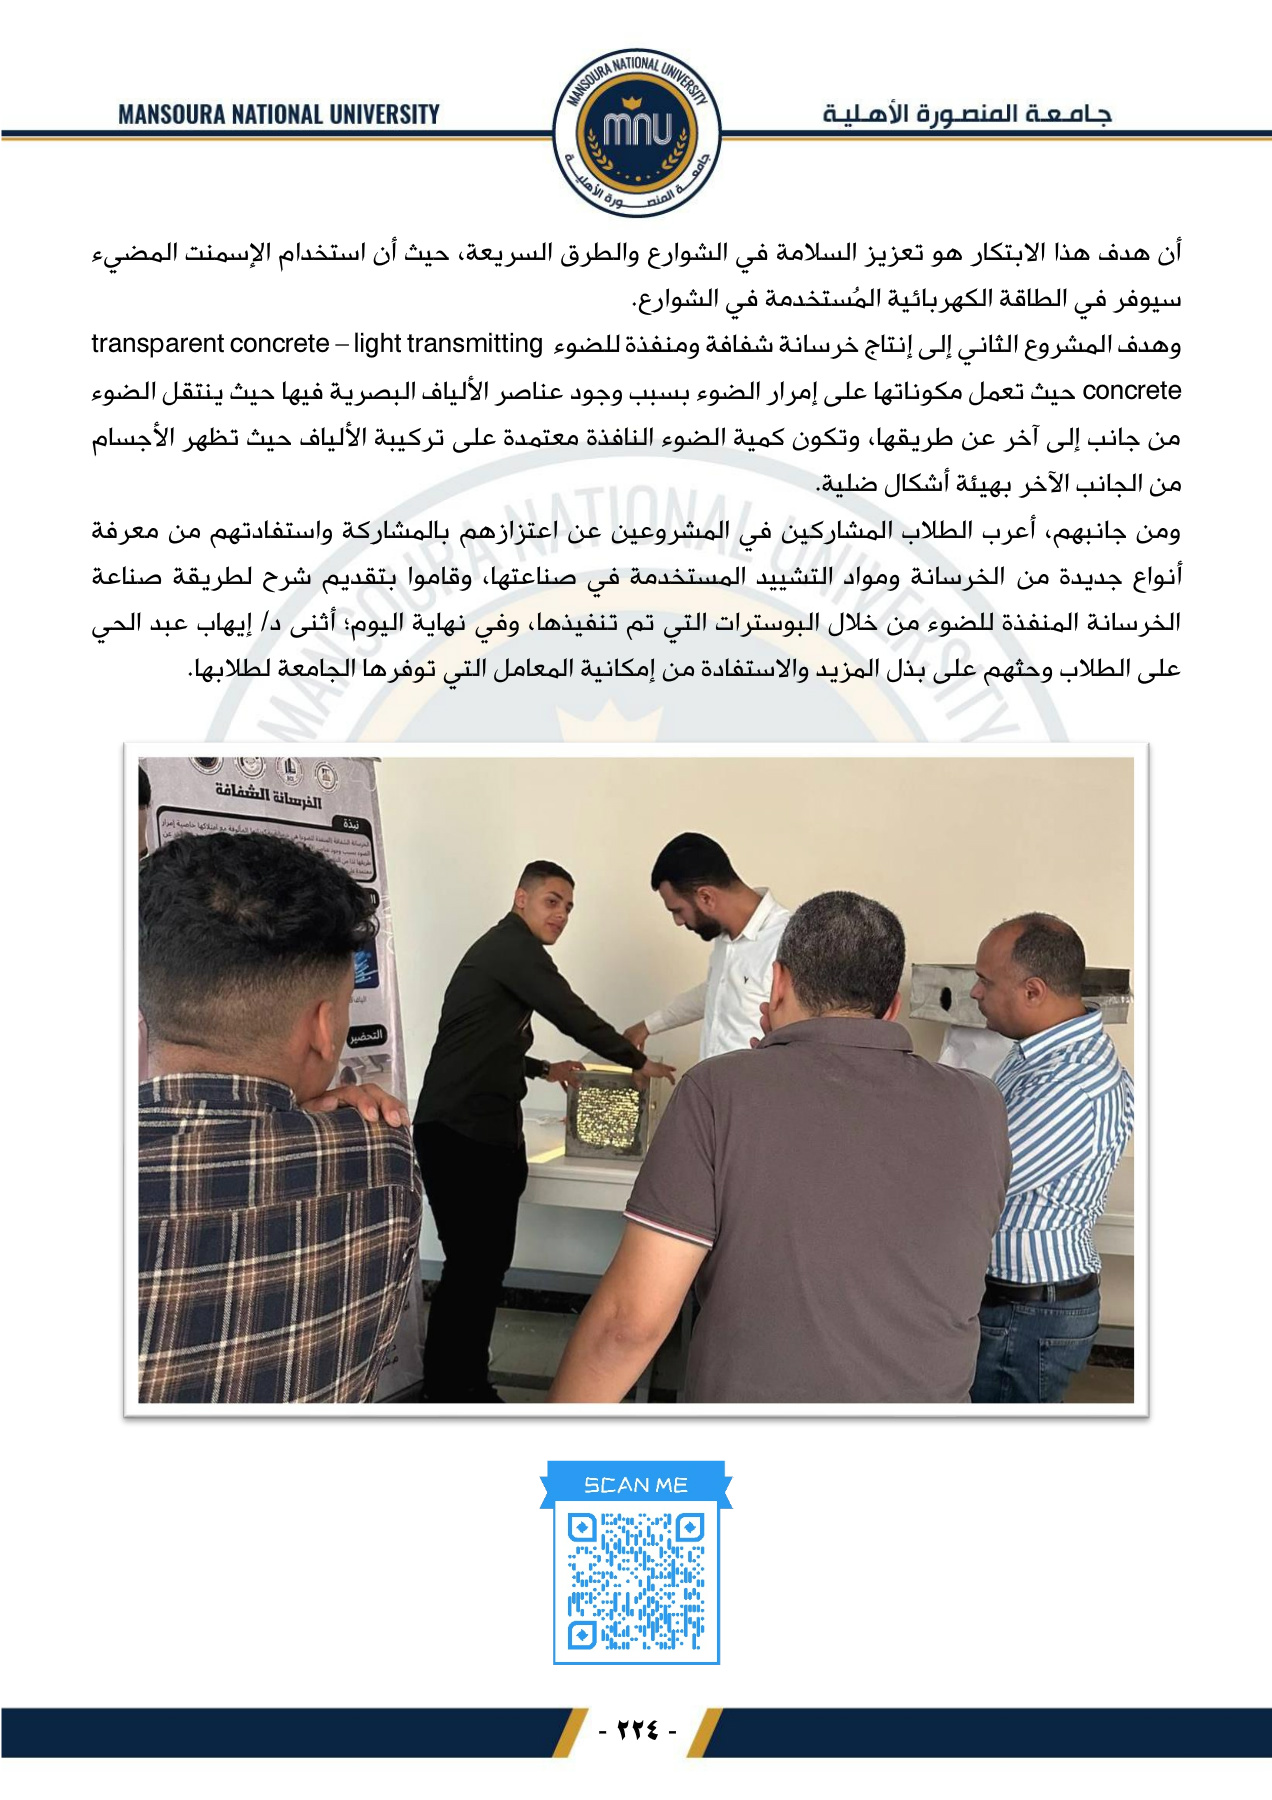 MANSOURA NATIONAL UNIVERSITY
جامعة المنصورة الأهلية
MANSOURA NATIONAL UNIVERSITY
mnu
جامعة المنصورة الأهلية
أن هدف هذا الابتكار هو تعزيز السلامة في الشوارع والطرق السريعة، حيث أن استخدام الإسمنت المضيء
سيوفر في الطاقة الكهربائية المُستخدمة في الشوارع.
وهدف المشروع الثاني إلى إنتاج خرسانة شفافة ومنفذة للضوء transparent concrete – light transmitting
concrete حيث تعمل مكوناتها على إمرار الضوء بسبب وجود عناصر الألياف البصرية فيها حيث ينتقل الضوء
من جانب إلى آخر عن طريقها، وتكون كمية الضوء النافذة معتمدة على تركيبة الألياف حيث تظهر الأجسام
من الجانب الآخر بهيئة أشكال ضلية.
ومن جانبهم، أعرب الطلاب المشاركين في المشروعين عن اعتزازهم بالمشاركة واستفادتهم من معرفة
أنواع جديدة من الخرسانة ومواد التشييد المستخدمة في صناعتها، وقاموا بتقديم شرح لطريقة صناعة
الخرسانة المنفذة للضوء من خلال البوسترات التي تم تنفيذها، وفي نهاية اليوم؛ أثنى د/ إيهاب عبد الحي
على الطلاب وحثهم على بذل المزيد والاستفادة من إمكانية المعامل التي توفرها الجامعة لطلابها.
MANSOURA NATIONAL UNIVERSITY
الخرسانة الشفافة
نبذة
التحضير
SCAN ME
- ٢٢٤ -